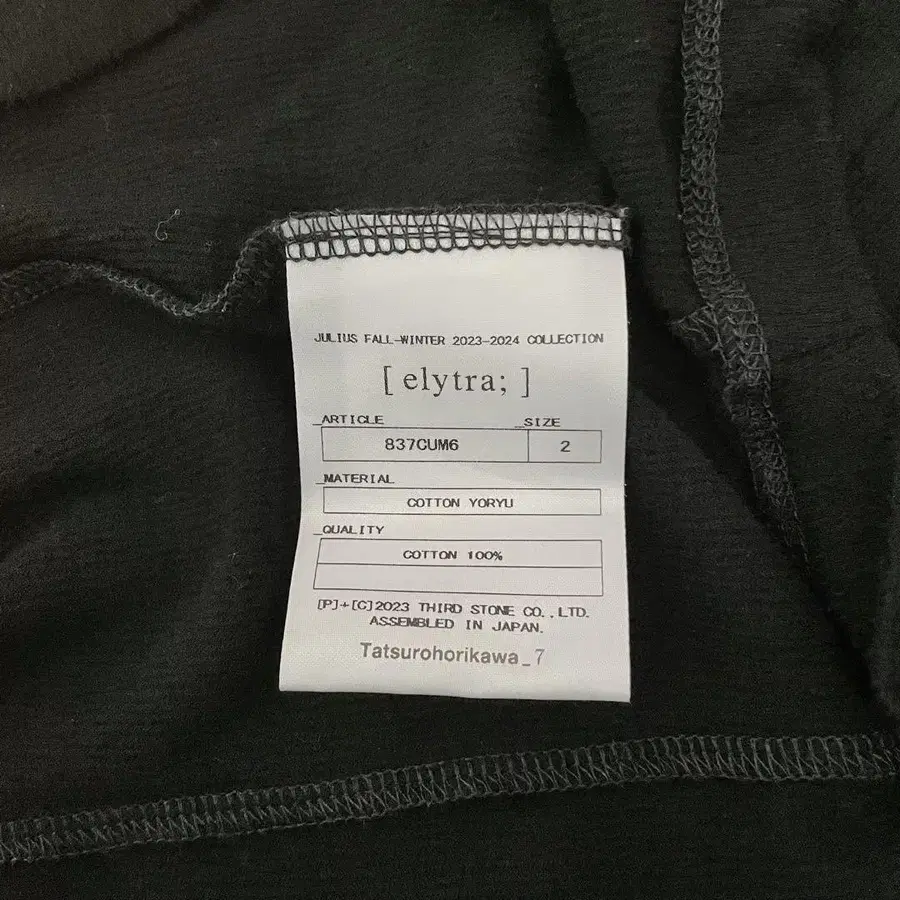 JULIUS FALL-WINTER 2023-2024 COLLECTION
[ elytra; ]
_ARTICLE _SIZE
837CUM6 2
_MATERIAL
COTTON YORYU
_QUALITY
COTTON 100%
[P]+[C]2023 THIRD STONE CO.,LTD.
ASSEMBLED IN JAPAN.
Tatsurohorikawa_7